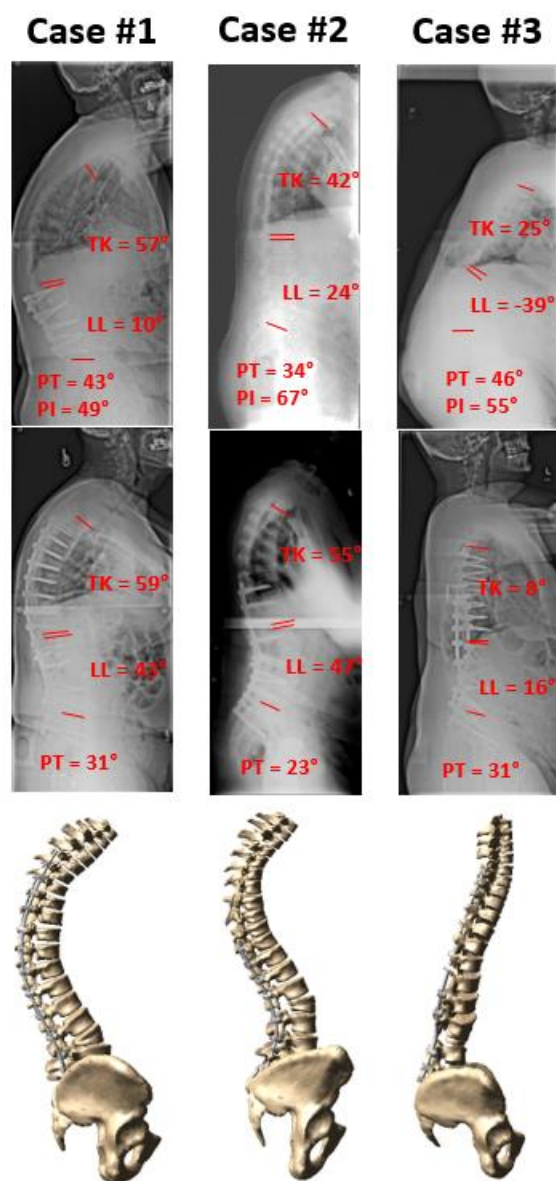 Case #1 Case #2 Case #3
TK = 57° TK = 42° TK = 25°
LL = 10° LL = 24° LL = -39°
PT = 43° PT = 34° PT = 46°
PI = 49° PI = 67° PI = 55°
TK = 59° TK = 55° TK = 8°
LL = 43° LL = 47° LL = 16°
PT = 31° PT = 23° PT = 31°